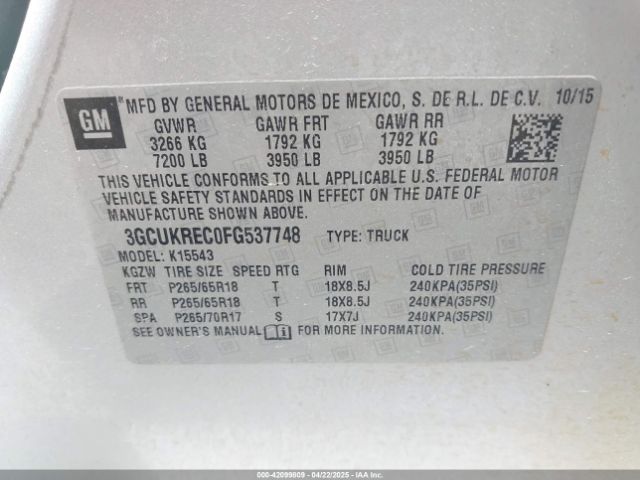 GM ® MFD BY GENERAL MOTORS DE MEXICO, S. DE R.L. DE C.V. 10/15
GVWR GAWR FRT GAWR RR
3266 KG 1792 KG 1792 KG
7200 LB 3950 LB 3950 LB
THIS VEHICLE CONFORMS TO ALL APPLICABLE U.S. FEDERAL MOTOR
VEHICLE SAFETY STANDARDS IN EFFECT ON THE DATE OF
MANUFACTURE SHOWN ABOVE.
3GCUKREC0FG537748 TYPE: TRUCK
MODEL: K15543
KGZW TIRE SIZE SPEED RTG RIM COLD TIRE PRESSURE
FRT P265/65R18 T 18X8.5J 240KPA(35PSI)
RR P265/65R18 T 18X8.5J 240KPA(35PSI)
SPA P265/70R17 S 17X7J 240KPA(35PSI)
SEE OWNER'S MANUAL FOR MORE INFORMATION.
000-42099809 - 04/22/2025 - IAAI.COM